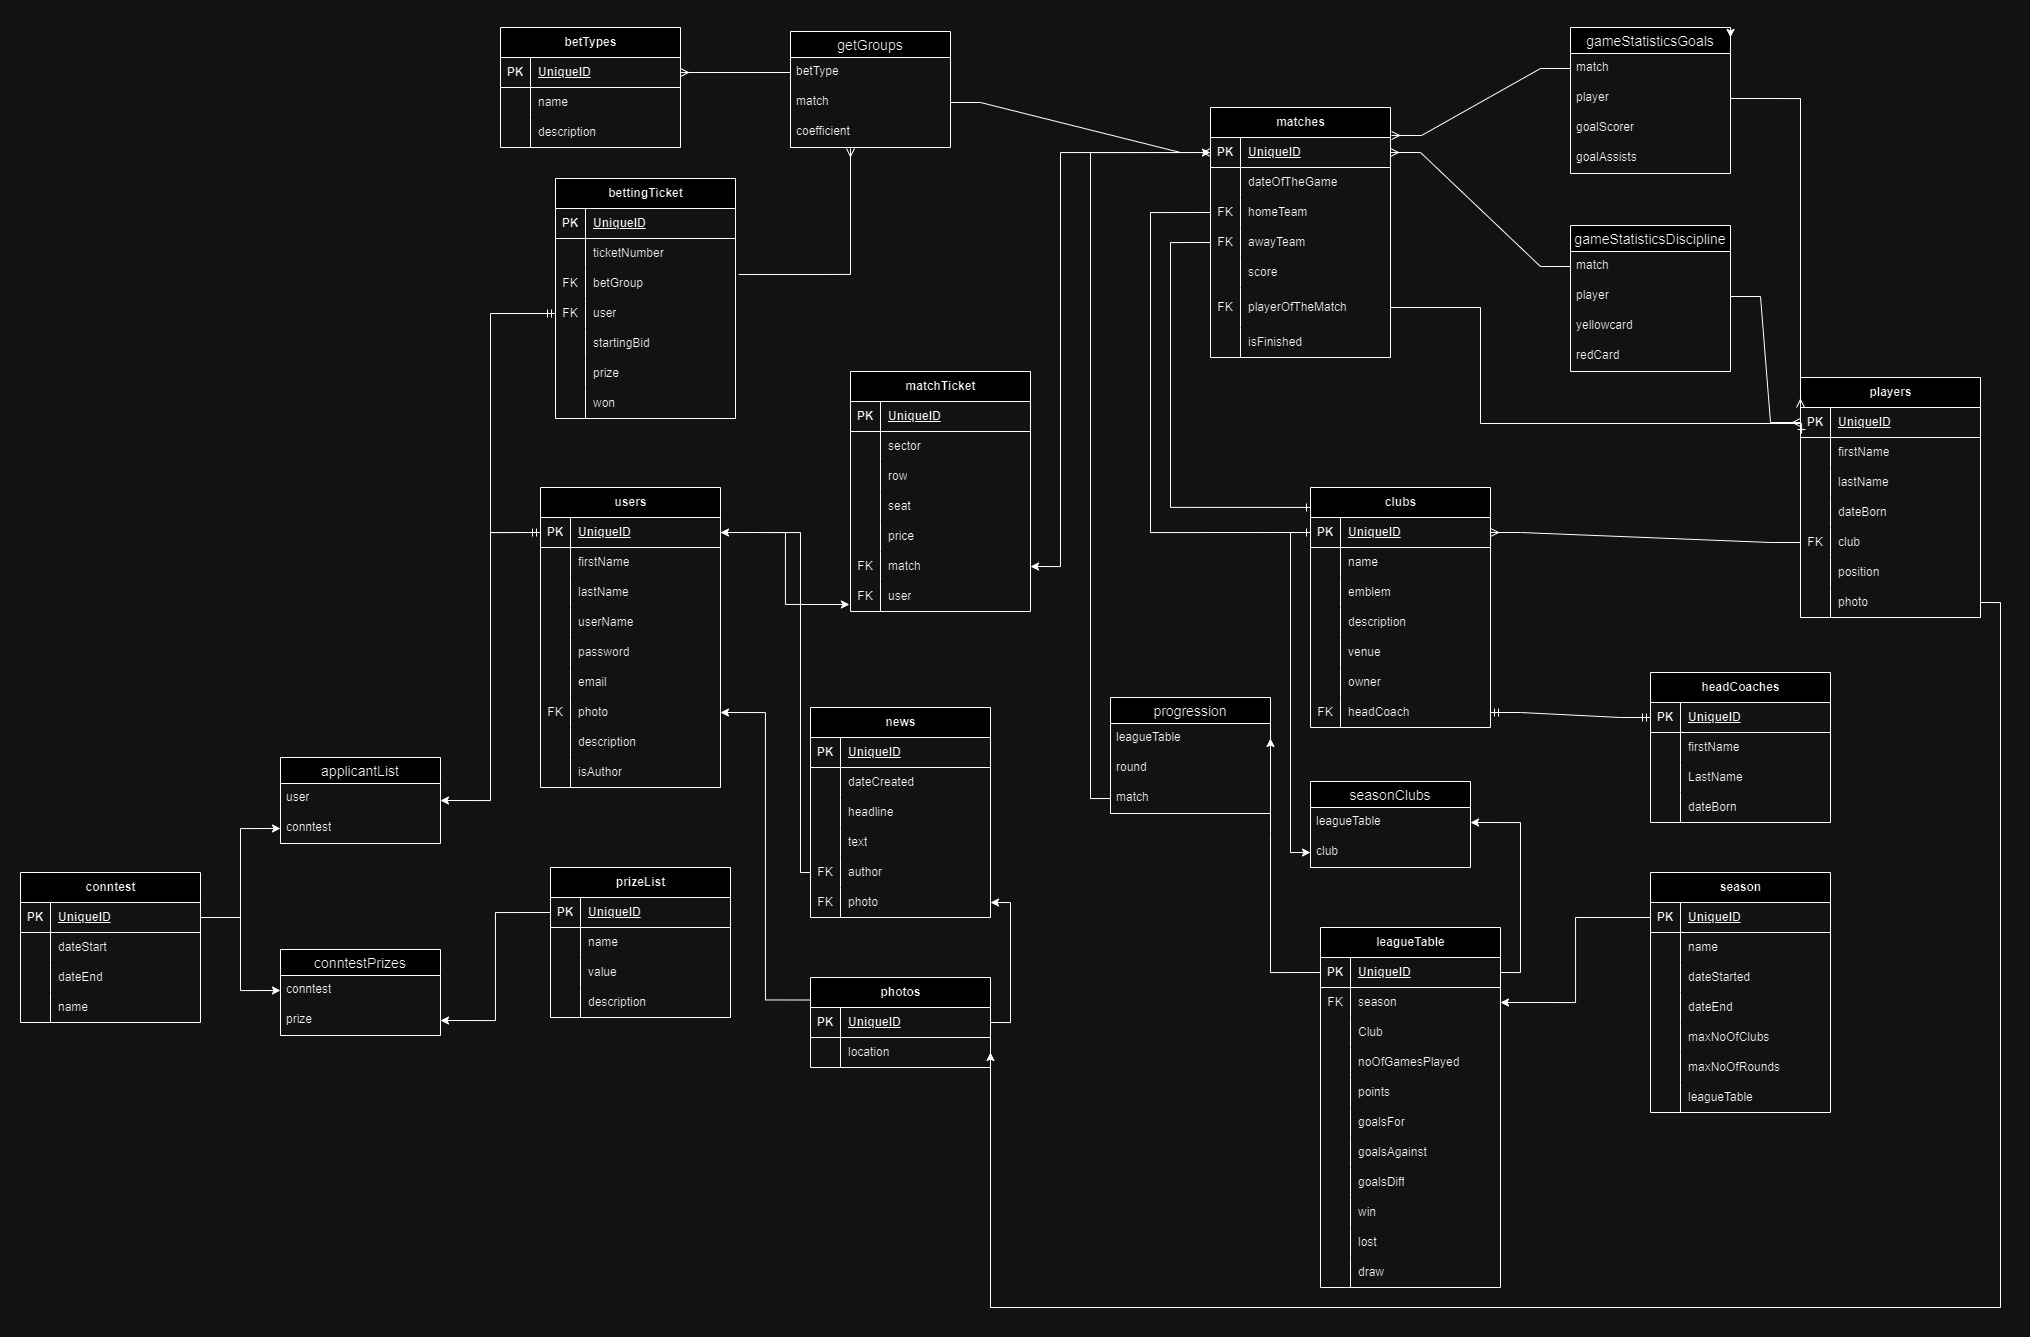 betTypes
PK UniqueID
name
description
getGroups
betType
match
coefficient
gameStatisticsGoals
match
player
goalScorer
goalAssists
matches
PK UniqueID
dateOfTheGame
FK homeTeam
FK awayTeam
score
FK playerOfTheMatch
isFinished
bettingTicket
PK UniqueID
ticketNumber
FK betGroup
FK user
startingBid
prize
won
gameStatisticsDiscipline
match
player
yellowcard
redCard
matchTicket
PK UniqueID
sector
row
seat
price
FK match
FK user
players
PK UniqueID
firstName
lastName
dateBorn
FK club
position
photo
users
PK UniqueID
firstName
lastName
userName
password
email
FK photo
description
isAuthor
clubs
PK UniqueID
name
emblem
description
venue
owner
FK headCoach
headCoaches
PK UniqueID
firstName
LastName
dateBorn
progression
leagueTable
round
match
news
PK UniqueID
dateCreated
headline
text
FK author
FK photo
applicantList
user
conntest
seasonClubs
leagueTable
club
conntest
PK UniqueID
dateStart
dateEnd
name
prizeList
PK UniqueID
name
value
description
season
PK UniqueID
name
dateStarted
dateEnd
maxNoOfClubs
maxNoOfRounds
leagueTable
conntestPrizes
conntest
prize
leagueTable
PK UniqueID
FK season
Club
noOfGamesPlayed
points
goalsFor
goalsAgainst
goalsDiff
win
lost
draw
photos
PK UniqueID
location